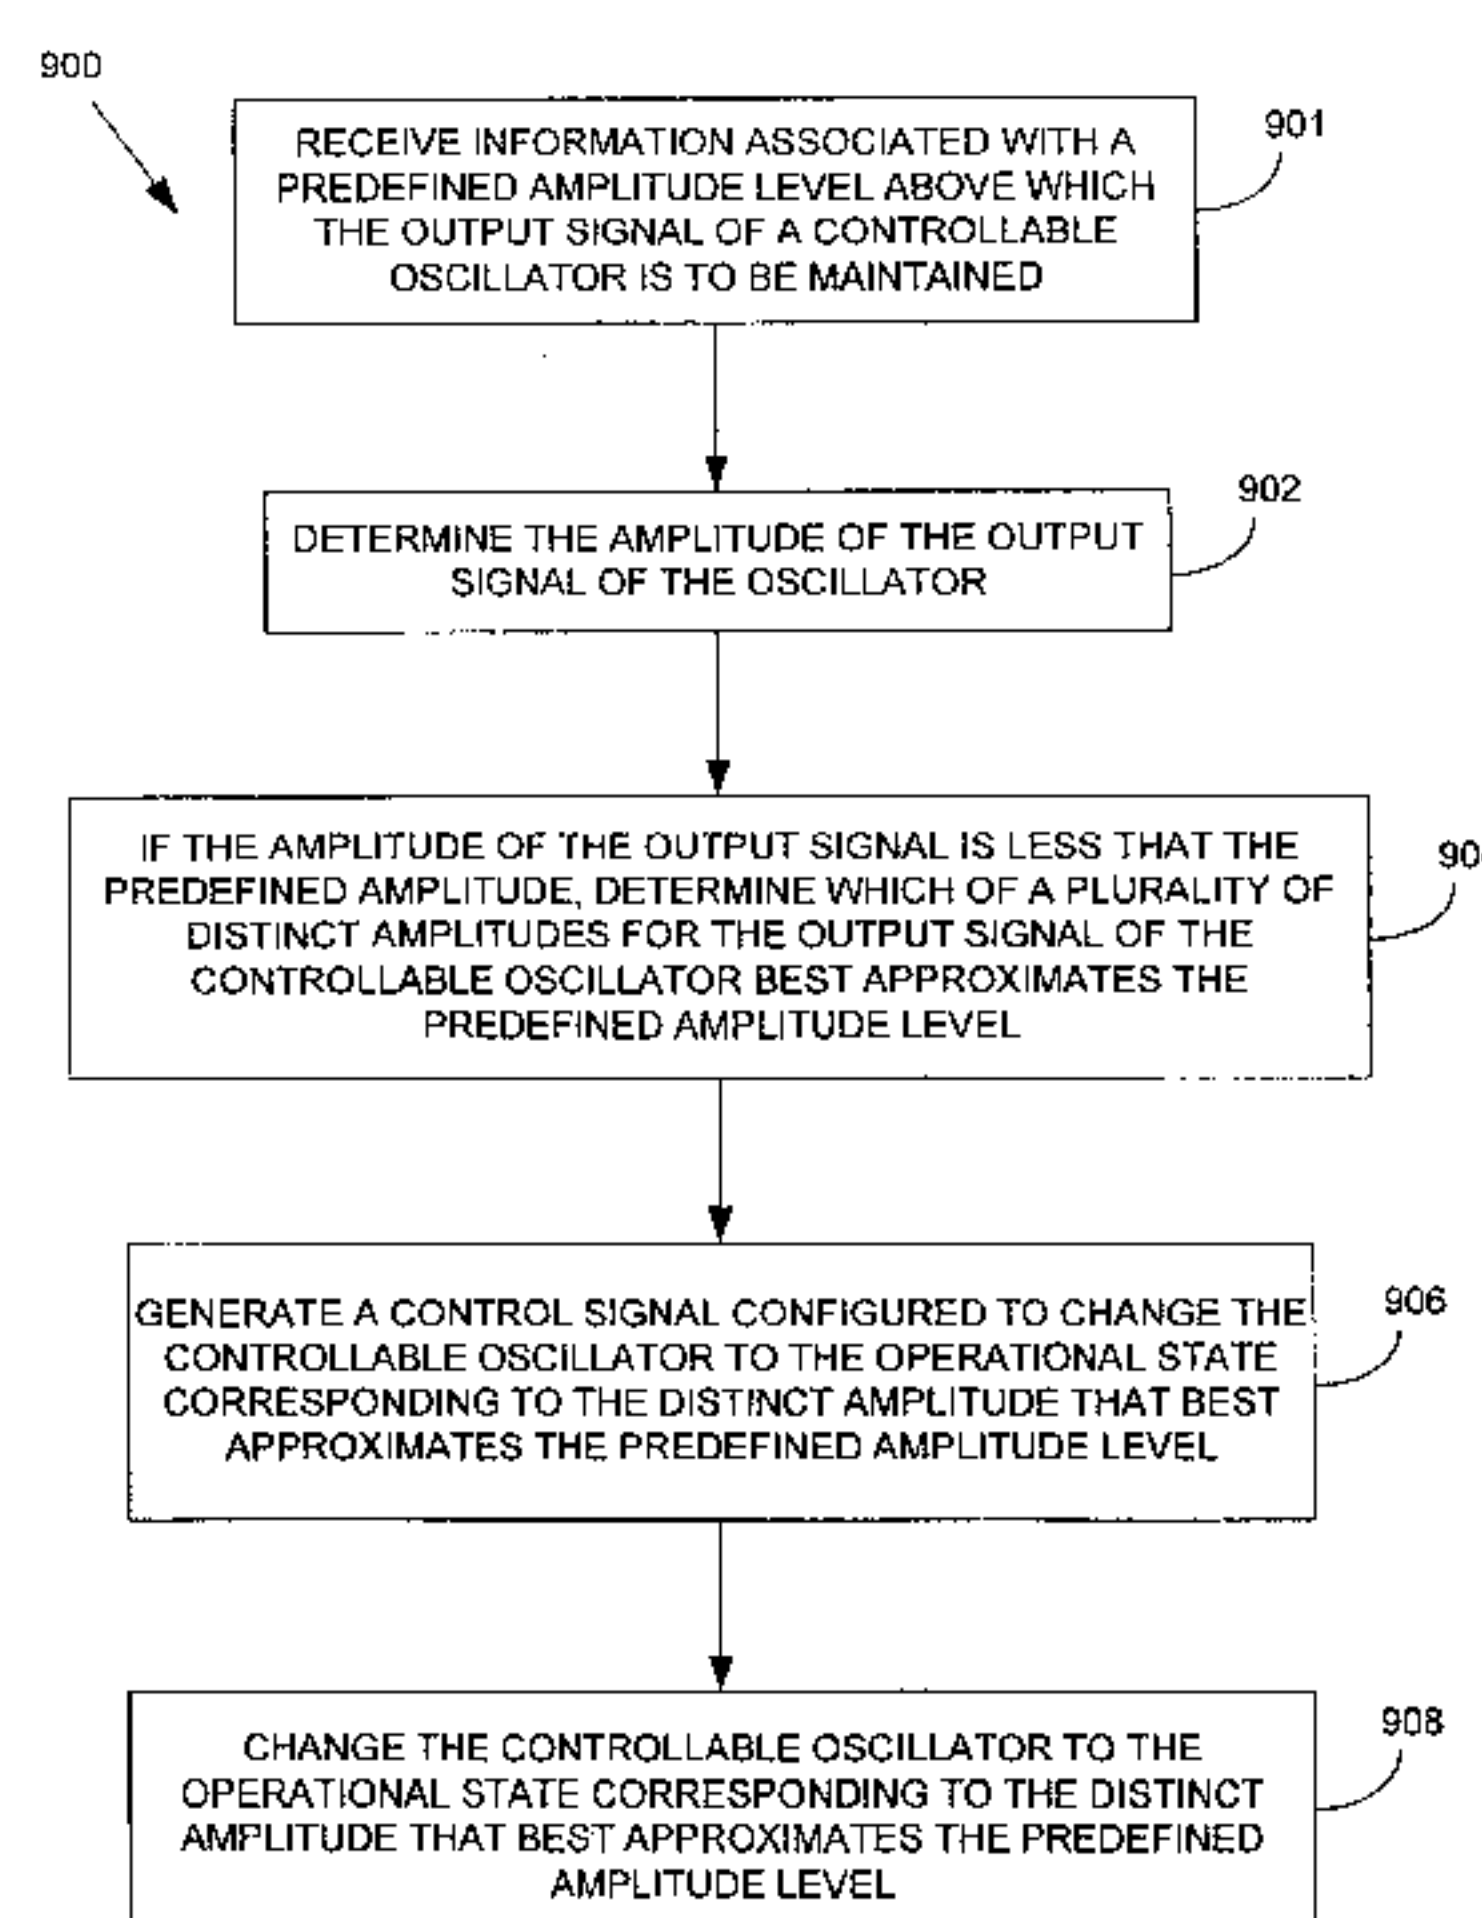 900
901
RECEIVE INFORMATION ASSOCIATED WITH A
PREDEFINED AMPLITUDE LEVEL ABOVE WHICH
THE OUTPUT SIGNAL OF A CONTROLLABLE
OSCILLATOR IS TO BE MAINTAINED
902
DETERMINE THE AMPLITUDE OF THE OUTPUT
SIGNAL OF THE OSCILLATOR
IF THE AMPLITUDE OF THE OUTPUT SIGNAL IS LESS THAT THE
PREDEFINED AMPLITUDE, DETERMINE WHICH OF A PLURALITY OF
DISTINCT AMPLITUDES FOR THE OUTPUT SIGNAL OF THE
CONTROLLABLE OSCILLATOR BEST APPROXIMATES THE
PREDEFINED AMPLITUDE LEVEL
906
GENERATE A CONTROL SIGNAL CONFIGURED TO CHANGE THE
CONTROLLABLE OSCILLATOR TO THE OPERATIONAL STATE
CORRESPONDING TO THE DISTINCT AMPLITUDE THAT BEST
APPROXIMATES THE PREDEFINED AMPLITUDE LEVEL
908
CHANGE THE CONTROLLABLE OSCILLATOR TO THE
OPERATIONAL STATE CORRESPONDING TO THE DISTINCT
AMPLITUDE THAT BEST APPROXIMATES THE PREDEFINED
AMPLITUDE LEVEL